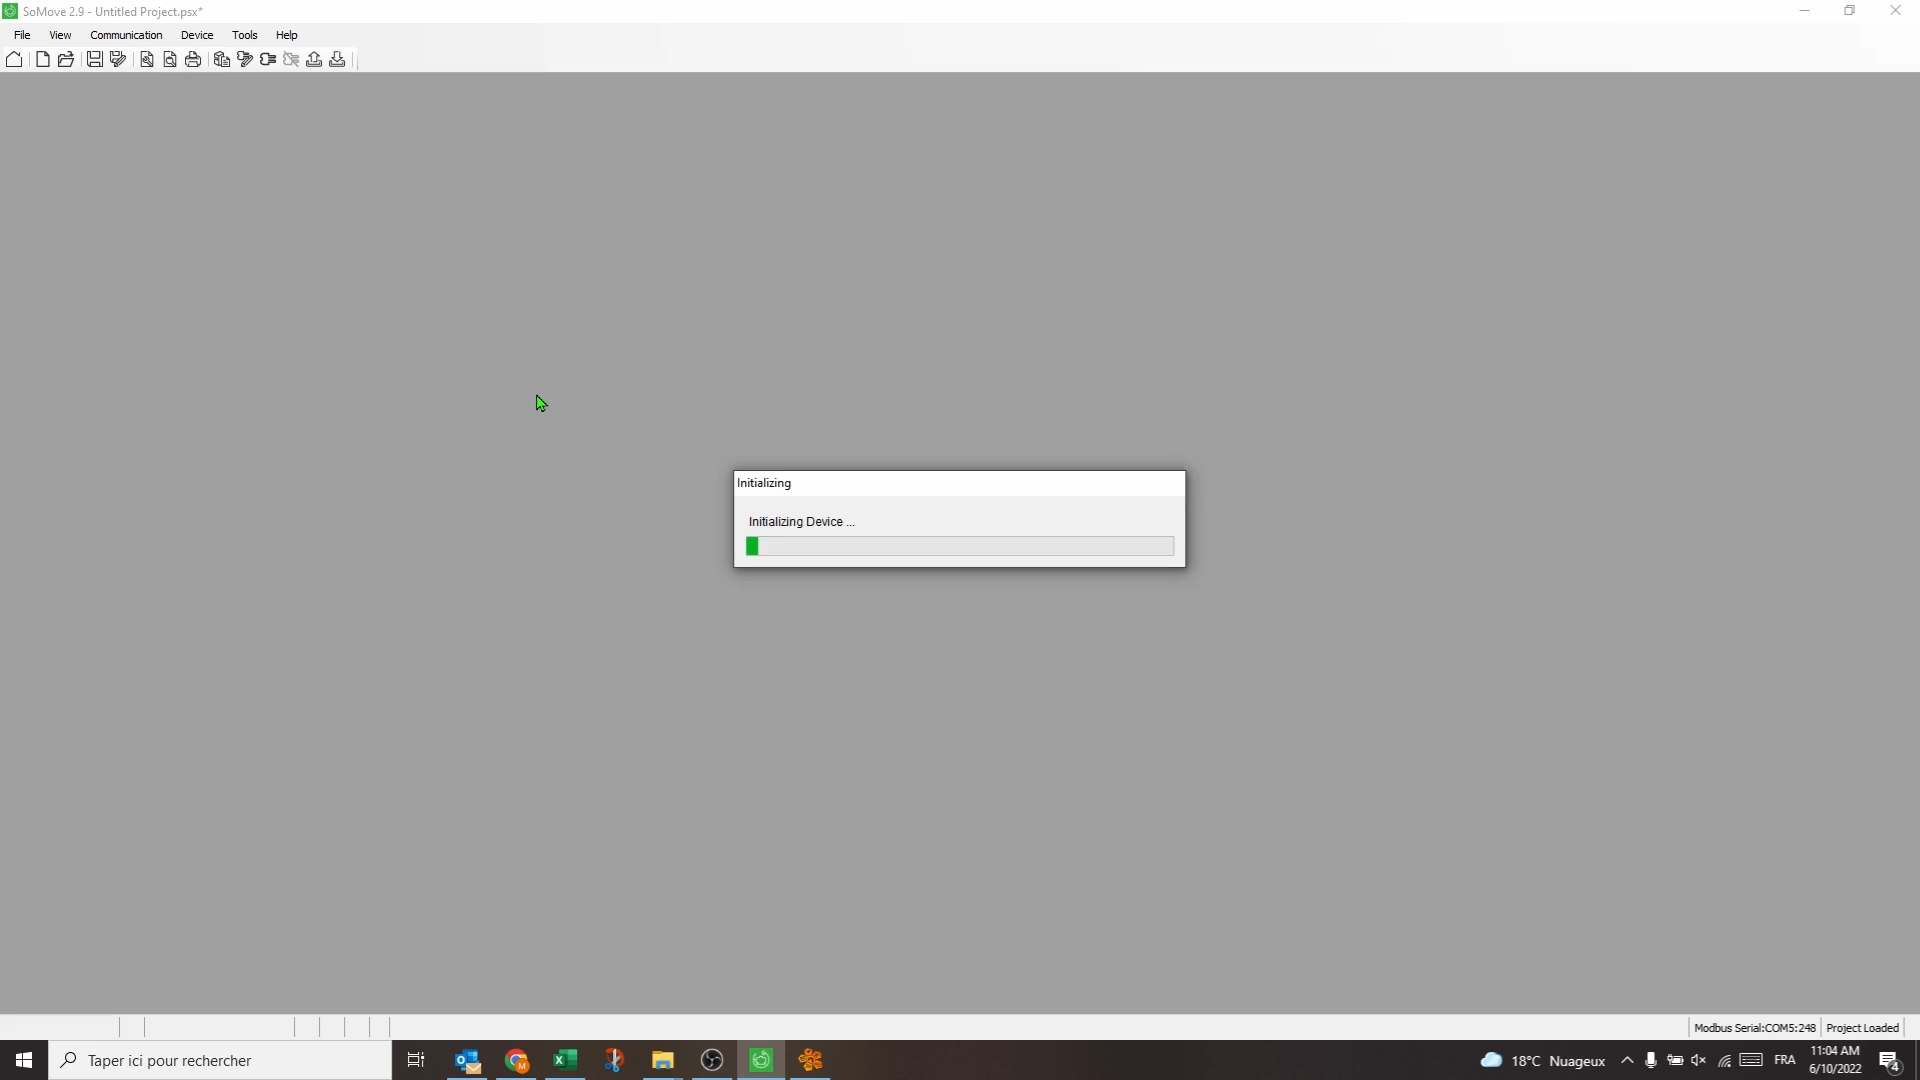 SoMove 2.9 - Untitled Project.psx*
File View Communication Device Tools Help
Initializing
Initializing Device ...
Modbus Serial:COM5:248 Project Loaded
Taper ici pour rechercher
18°C Nuageux
FRA
11:04 AM
6/10/2022
4